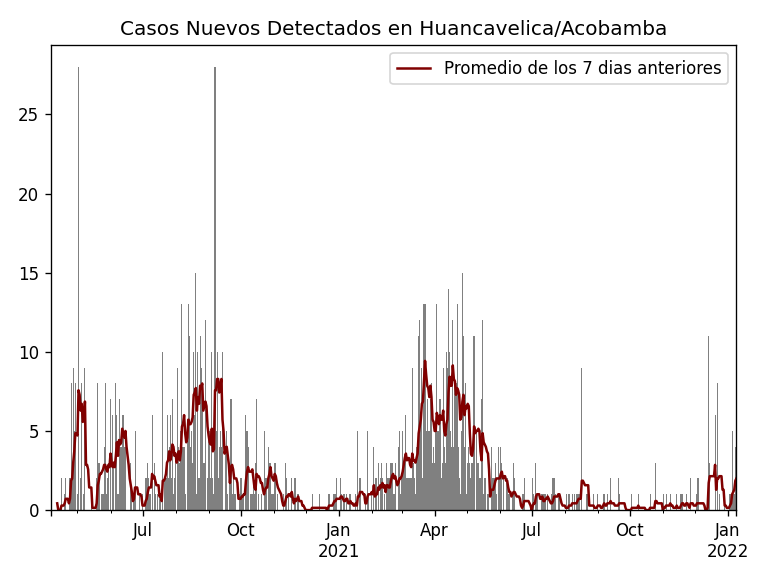 Casos Nuevos Detectados en Huancavelica/Acobamba
Promedio de los 7 dias anteriores
25
20
15
10
5
0
Jul Oct Jan Apr Jul Oct Jan
2021 2022